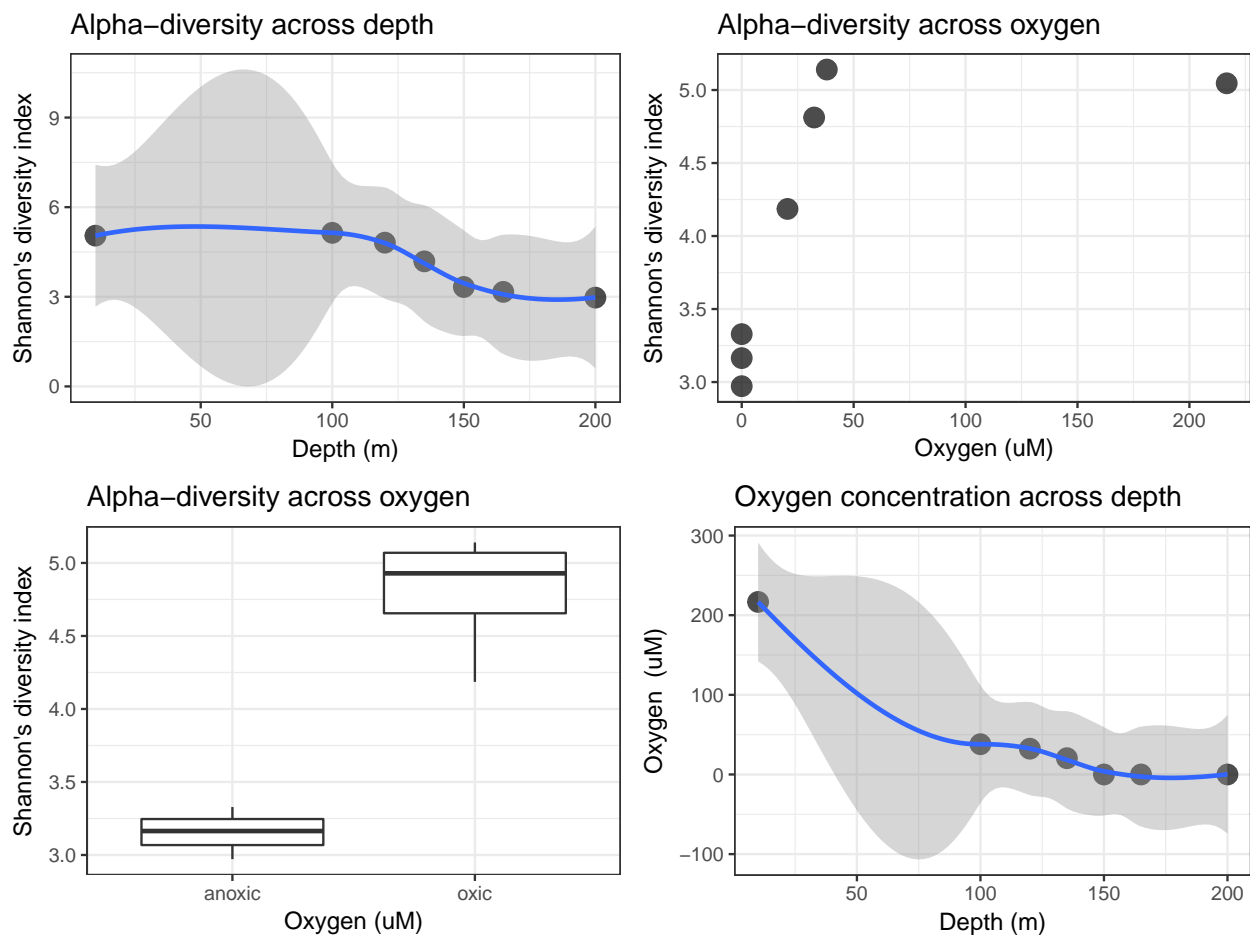 Alpha−diversity across depth
Shannon's diversity index
9
6
3
0
50 100 150 200
Depth (m)
Alpha−diversity across oxygen
Shannon's diversity index
5.0
4.5
4.0
3.5
3.0
0 50 100 150 200
Oxygen (uM)
Alpha−diversity across oxygen
Shannon's diversity index
5.0
4.5
4.0
3.5
3.0
anoxic oxic
Oxygen (uM)
Oxygen concentration across depth
Oxygen (uM)
300
200
100
0
−100
50 100 150 200
Depth (m)